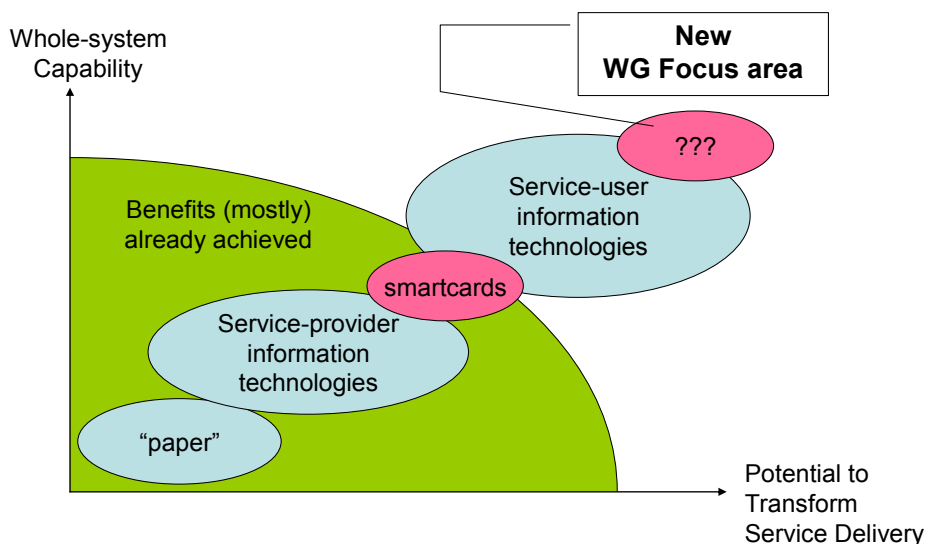 Whole-system
Capability
New
WG Focus area
???
Service-user
information
technologies
Benefits (mostly)
already achieved
smartcards
Service-provider
information
technologies
“paper”
Potential to
Transform
Service Delivery